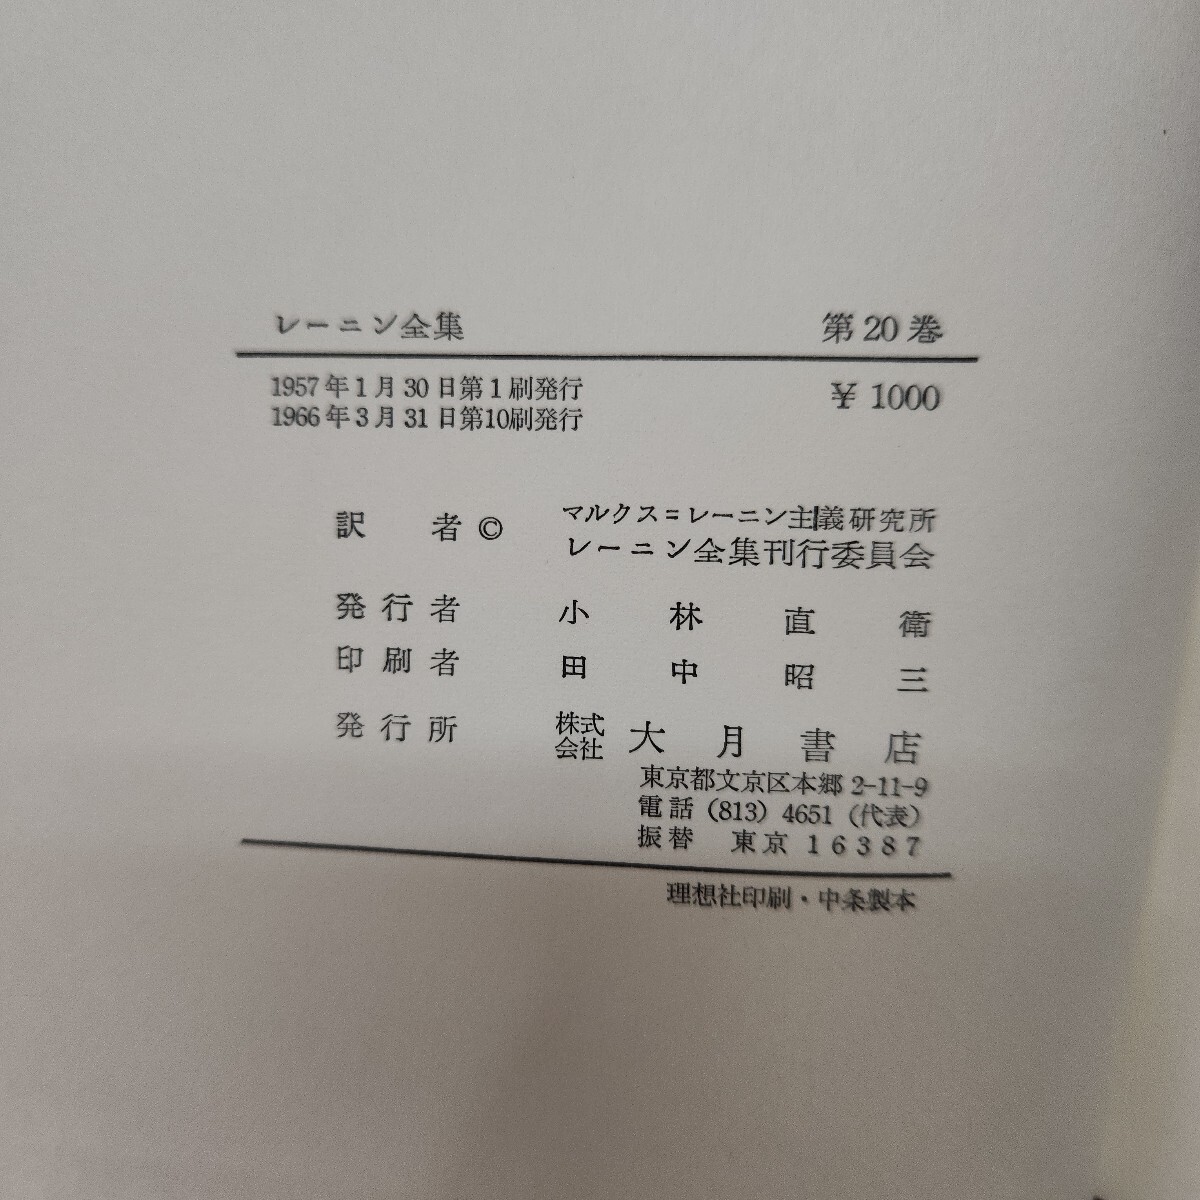 レーニン全集 第20巻
1957年1月30日第1刷発行 ¥1000
1966年3月31日第10刷発行
訳者© マルクス=レーニン主義研究所
レーニン全集刊行委員会
発行者 小林直衛
印刷者 田中昭三
発行所 株式会社 大月書店
東京都文京区本郷2-11-9
電話(813)4651(代表)
振替 東京16387
理想社印刷・中条製本